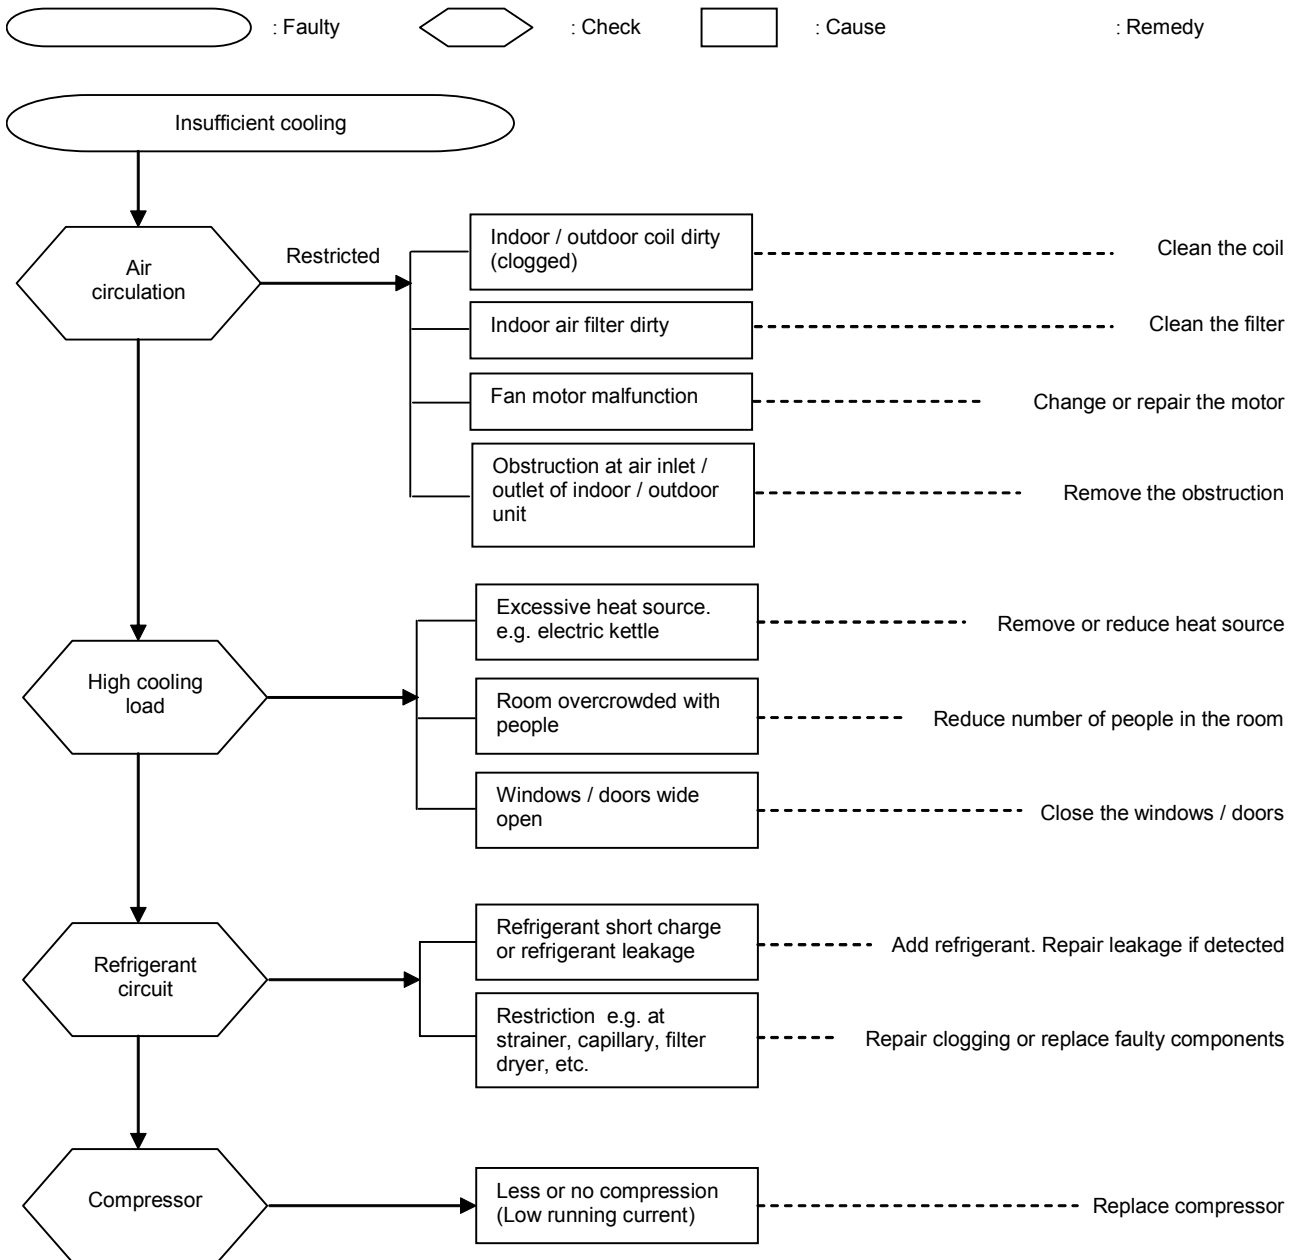 : Faulty
: Check
: Cause
: Remedy
Insufficient cooling
Air
circulation
Restricted
Indoor / outdoor coil dirty
(clogged)
Clean the coil
Indoor air filter dirty
Clean the filter
Fan motor malfunction
Change or repair the motor
Obstruction at air inlet /
outlet of indoor / outdoor
unit
Remove the obstruction
High cooling
load
Excessive heat source.
e.g. electric kettle
Remove or reduce heat source
Room overcrowded with
people
Reduce number of people in the room
Windows / doors wide
open
Close the windows / doors
Refrigerant
circuit
Refrigerant short charge
or refrigerant leakage
Add refrigerant. Repair leakage if detected
Restriction e.g. at
strainer, capillary, filter
dryer, etc.
Repair clogging or replace faulty components
Compressor
Less or no compression
(Low running current)
Replace compressor